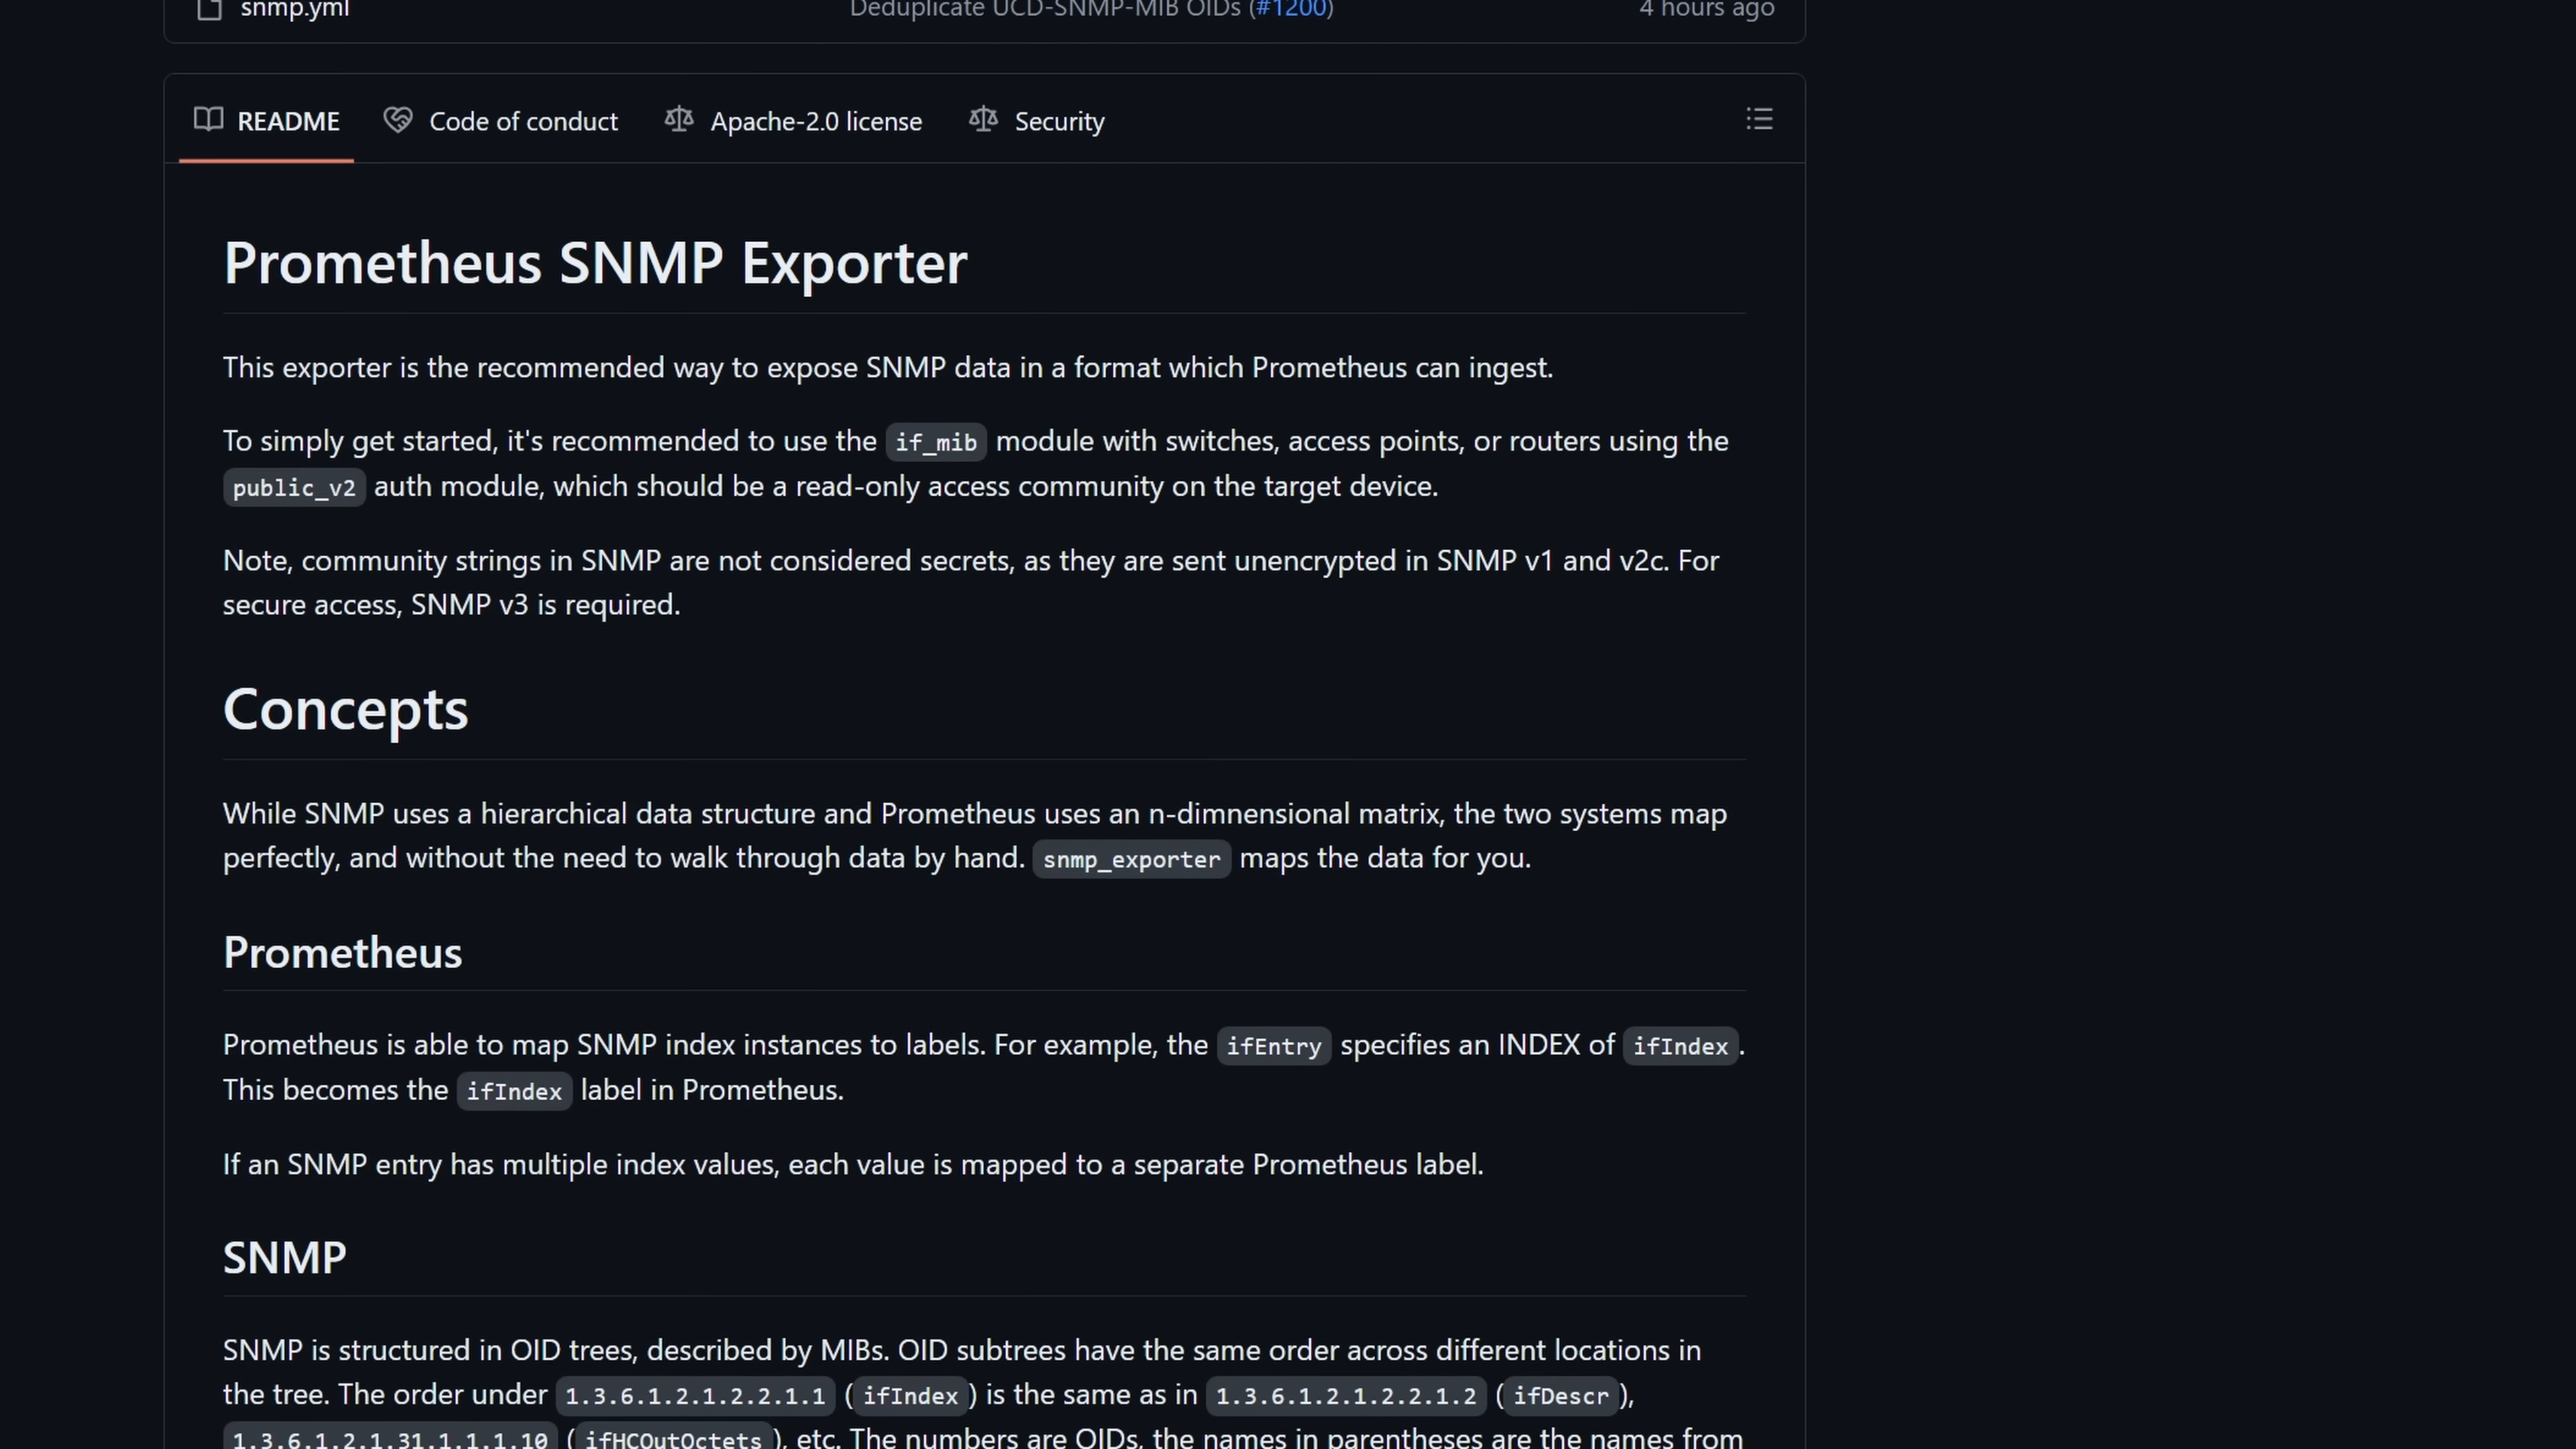 snmp.yml Deduplicate UCD-SNMP-MIB OIDs (#1200) 4 hours ago
README Code of conduct Apache-2.0 license Security
Prometheus SNMP Exporter
This exporter is the recommended way to expose SNMP data in a format which Prometheus can ingest.
To simply get started, it's recommended to use the if_mib module with switches, access points, or routers using the
public_v2 auth module, which should be a read-only access community on the target device.
Note, community strings in SNMP are not considered secrets, as they are sent unencrypted in SNMP v1 and v2c. For
secure access, SNMP v3 is required.
Concepts
While SNMP uses a hierarchical data structure and Prometheus uses an n-dimnensional matrix, the two systems map
perfectly, and without the need to walk through data by hand. snmp_exporter maps the data for you.
Prometheus
Prometheus is able to map SNMP index instances to labels. For example, the ifEntry specifies an INDEX of ifIndex.
This becomes the ifIndex label in Prometheus.
If an SNMP entry has multiple index values, each value is mapped to a separate Prometheus label.
SNMP
SNMP is structured in OID trees, described by MIBs. OID subtrees have the same order across different locations in
the tree. The order under 1.3.6.1.2.1.2.2.1.1 (ifIndex) is the same as in 1.3.6.1.2.1.2.2.1.2 (ifDescr),
1.3.6.1.2.1.31.1.1.1.10 (ifHCOutOctets), etc. The numbers are OIDs, the names in parentheses are the names from